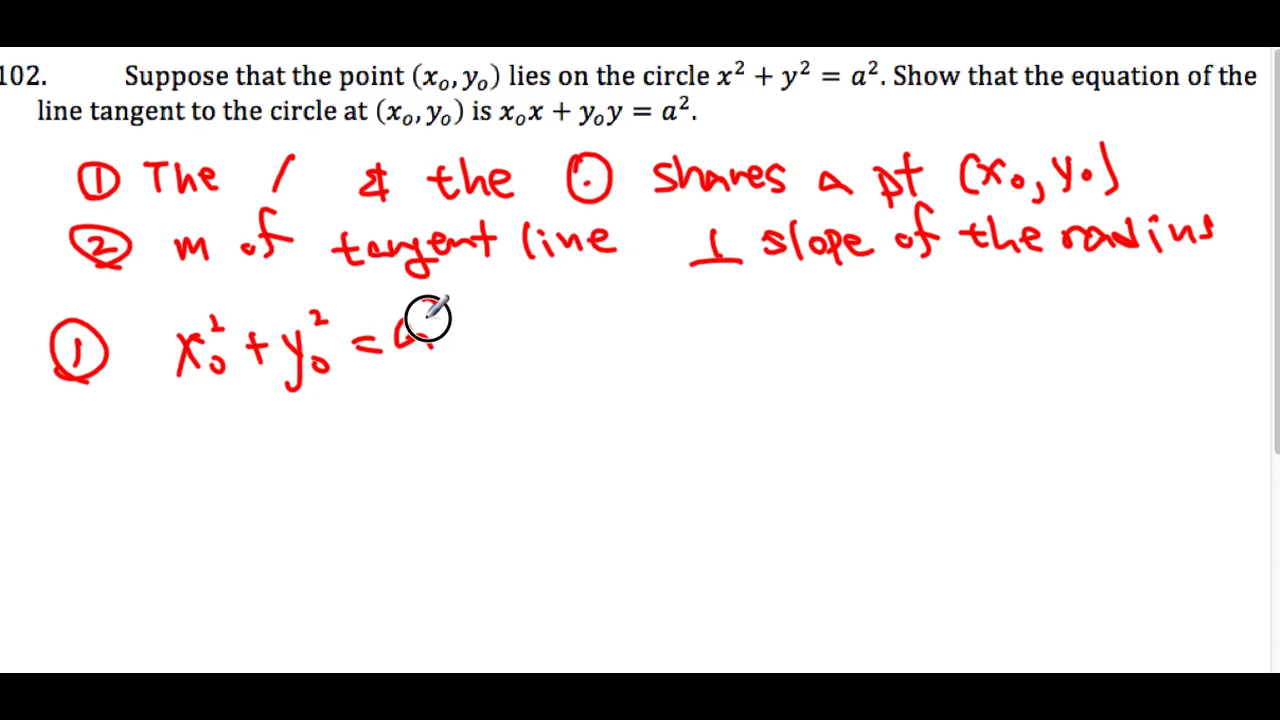 102. Suppose that the point (x₀, y₀) lies on the circle x² + y² = a². Show that the equation of the
line tangent to the circle at (x₀, y₀) is x₀x + y₀y = a².
① The / & the ⊙ shares a pt (x₀, y₀)
② m of tangent line ⊥ slope of the radius
① x₀² + y₀² =